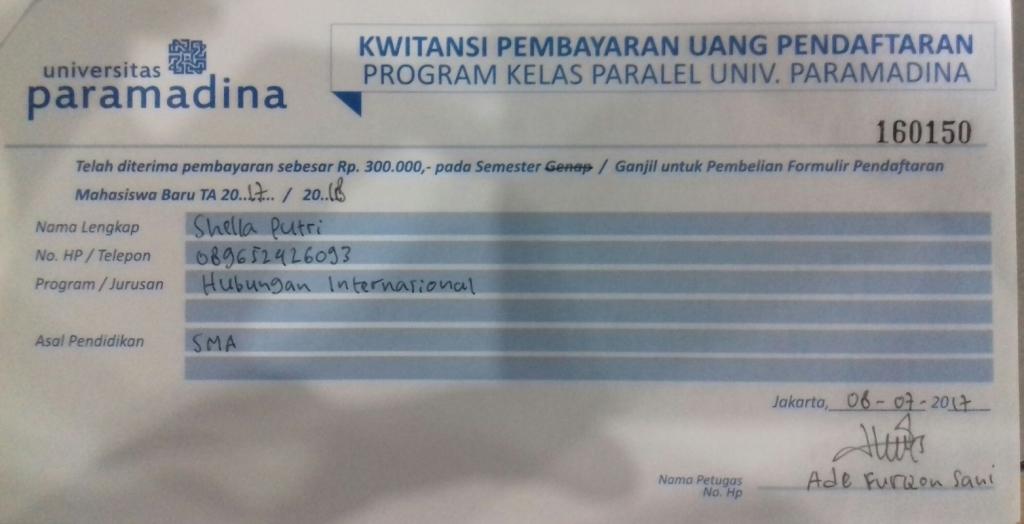 universitas
paramadina
KWITANSI PEMBAYARAN UANG PENDAFTARAN
PROGRAM KELAS PARALEL UNIV. PARAMADINA
160150
Telah diterima pembayaran sebesar Rp. 300.000,- pada Semester Genap / Ganjil untuk Pembelian Formulir Pendaftaran
Mahasiswa Baru TA 20..17... / 20..18
Nama Lengkap Shella Putri
No. HP / Telepon 089652926093
Program / Jurusan Hubungan Internasional
Asal Pendidikan SMA
Jakarta, 08-07-2017
Nama Petugas Ade Furqon Sani
No. Hp